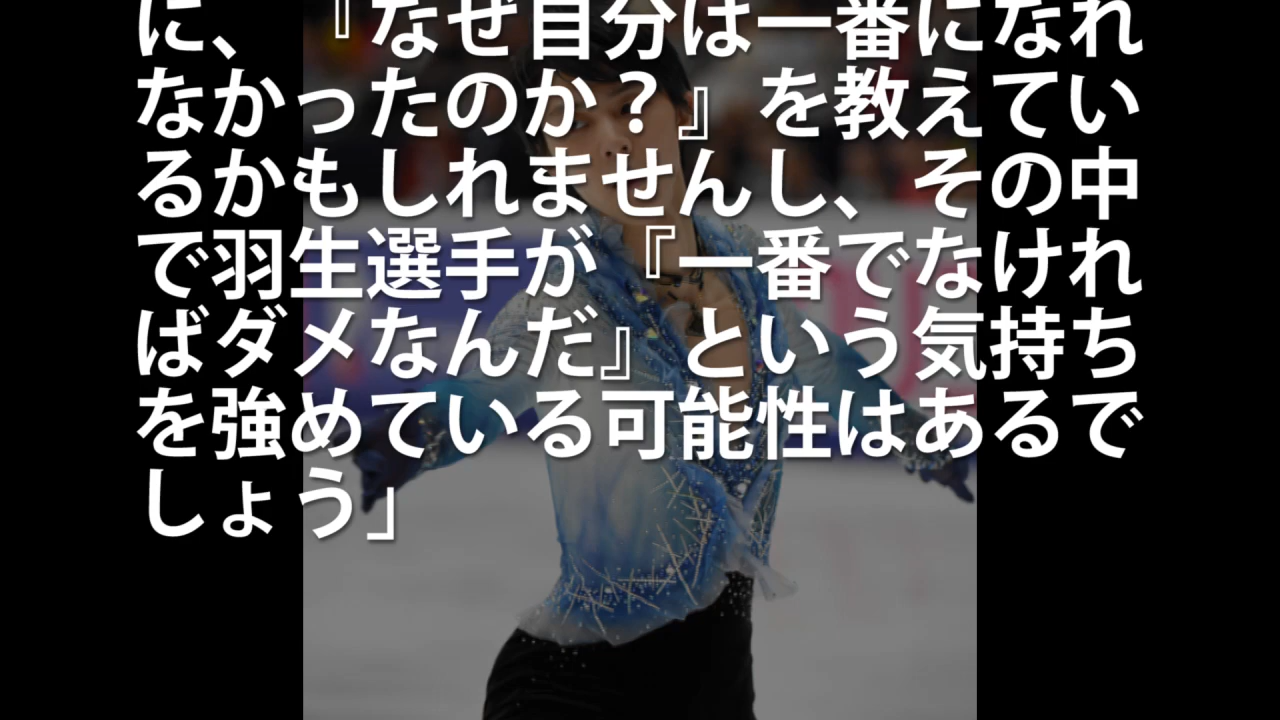 に、『なぜ自分は一番になれ
なかったのか？』を教えてい
るかもしれませんし、その中
で羽生選手が『一番でなけれ
ばダメなんだ』という気持ち
を強めている可能性はあるで
しょう」